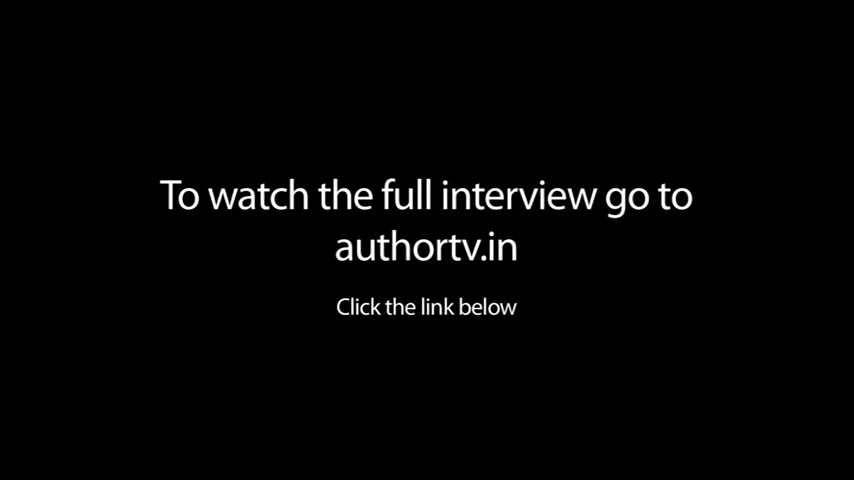 To watch the full interview go to
authortv.in
Click the link below